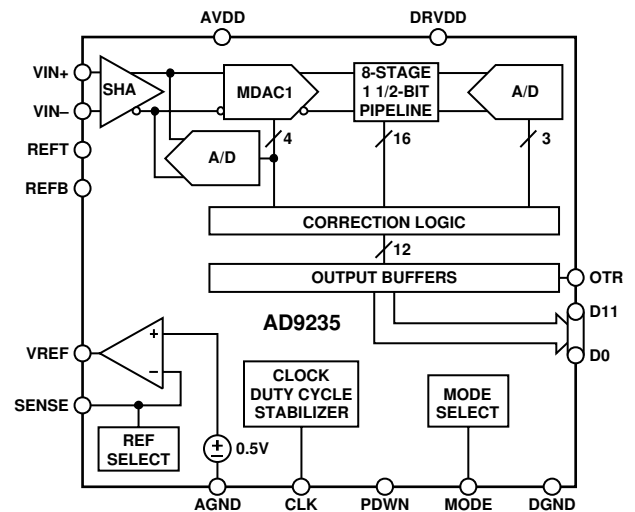 AVDD
DRVDD
VIN+
VIN–
REFT
REFB
SHA
MDAC1
8-STAGE
1 1/2-BIT
PIPELINE
A/D
A/D
4
16
3
CORRECTION LOGIC
12
OUTPUT BUFFERS
OTR
D11
D0
AD9235
VREF
SENSE
+
–
REF
SELECT
0.5V
CLOCK
DUTY CYCLE
STABILIZER
MODE
SELECT
AGND
CLK
PDWN
MODE
DGND